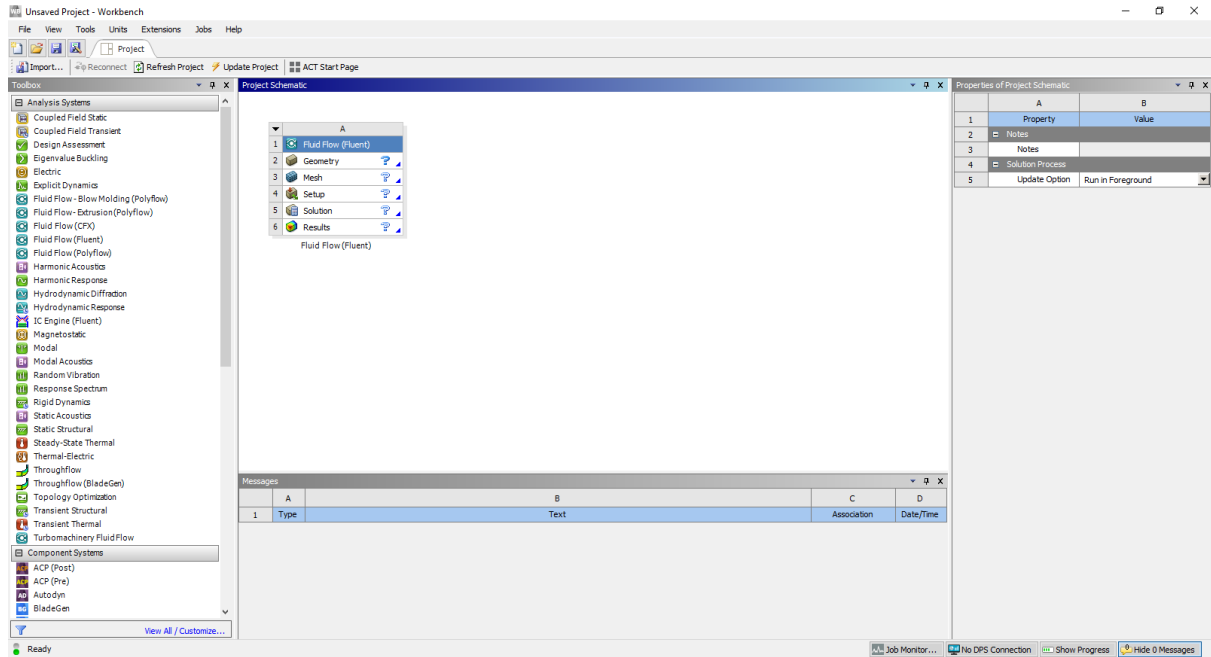 Unsaved Project - Workbench
File View Tools Units Extensions Jobs Help
Project
Import... Reconnect Refresh Project Update Project ACT Start Page
Toolbox
Analysis Systems
Coupled Field Static
Coupled Field Transient
Design Assessment
Eigenvalue Buckling
Electric
Explicit Dynamics
Fluid Flow - Blow Molding (Polyflow)
Fluid Flow - Extrusion (Polyflow)
Fluid Flow (CFX)
Fluid Flow (Fluent)
Fluid Flow (Polyflow)
Harmonic Acoustics
Harmonic Response
Hydrodynamic Diffraction
Hydrodynamic Response
IC Engine (Fluent)
Magnetostatic
Modal
Modal Acoustics
Random Vibration
Response Spectrum
Rigid Dynamics
Static Acoustics
Static Structural
Steady-State Thermal
Thermal-Electric
Throughflow
Throughflow (BladeGen)
Topology Optimization
Transient Structural
Transient Thermal
Turbomachinery Fluid Flow
Component Systems
ACP (Post)
ACP (Pre)
Autodyn
BladeGen
View All / Customize...
Project Schematic
A
1 Fluid Flow (Fluent)
2 Geometry ?
3 Mesh ?
4 Setup ?
5 Solution ?
6 Results ?
Fluid Flow (Fluent)
Messages
A B C D
1 Type Text Association Date/Time
Properties of Project Schematic
A B
1 Property Value
2 Notes
3 Notes
4 Solution Process
5 Update Option Run in Foreground
Ready
Job Monitor... No DPS Connection Show Progress Hide 0 Messages